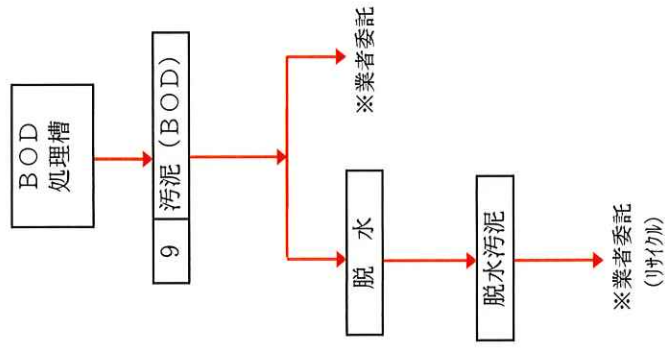 BOD
処理槽
9 汚泥（BOD）
脱 水
※業者委託
脱水汚泥
※業者委託
(ﾘｻｲｸﾙ)